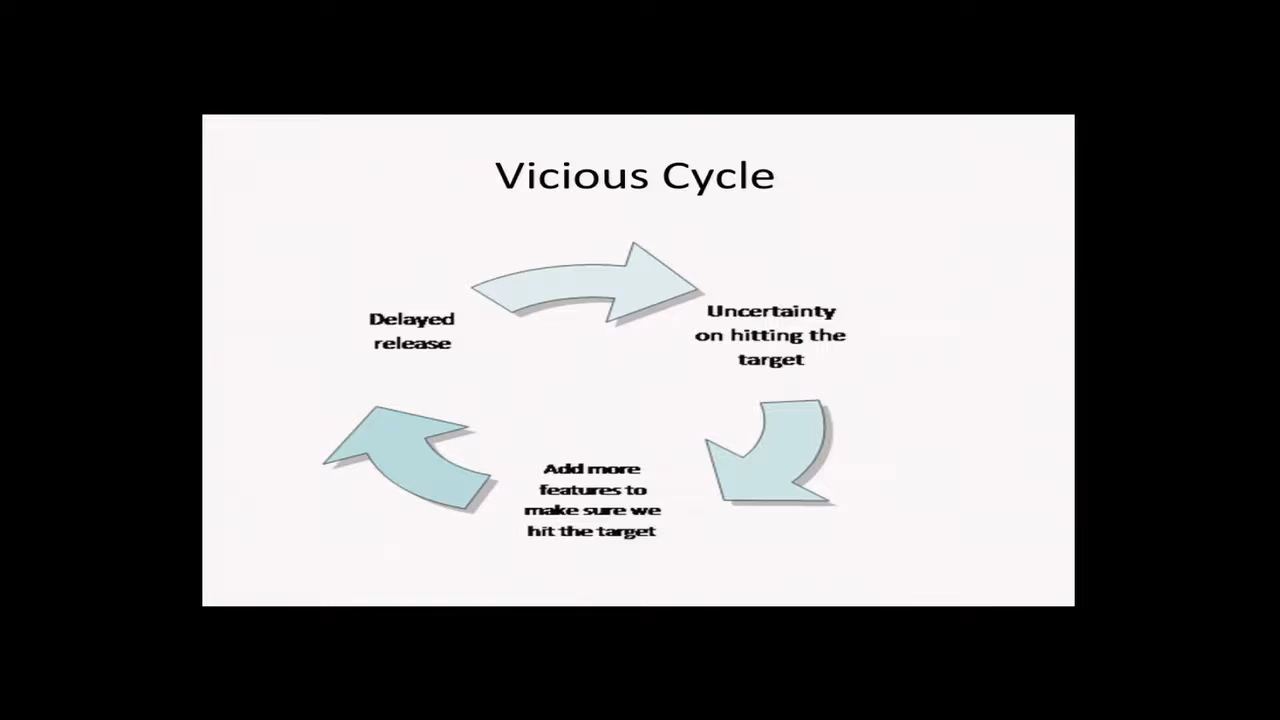 Vicious Cycle
Delayed
release
Uncertainty
on hitting the
target
Add more
features to
make sure we
hit the target